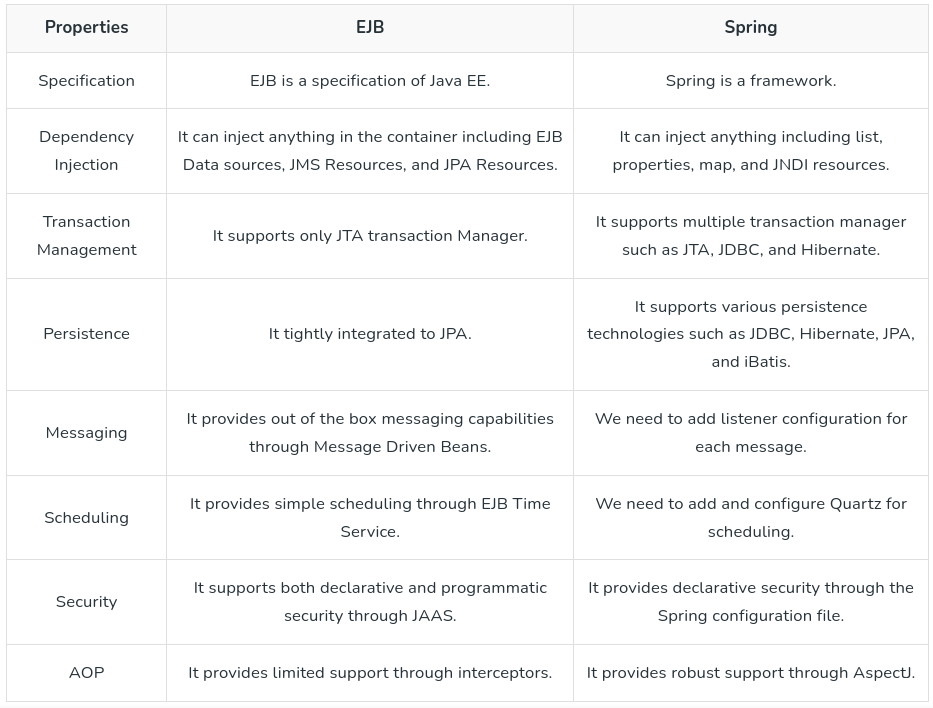 Properties
EJB
Spring
Specification
EJB is a specification of Java EE.
Spring is a framework.
Dependency
Injection
It can inject anything in the container including EJB
Data sources, JMS Resources, and JPA Resources.
It can inject anything including list,
properties, map, and JNDI resources.
Transaction
Management
It supports only JTA transaction Manager.
It supports multiple transaction manager
such as JTA, JDBC, and Hibernate.
Persistence
It tightly integrated to JPA.
It supports various persistence
technologies such as JDBC, Hibernate, JPA,
and iBatis.
Messaging
It provides out of the box messaging capabilities
through Message Driven Beans.
We need to add listener configuration for
each message.
Scheduling
It provides simple scheduling through EJB Time
Service.
We need to add and configure Quartz for
scheduling.
Security
It supports both declarative and programmatic
security through JAAS.
It provides declarative security through the
Spring configuration file.
AOP
It provides limited support through interceptors.
It provides robust support through AspectJ.